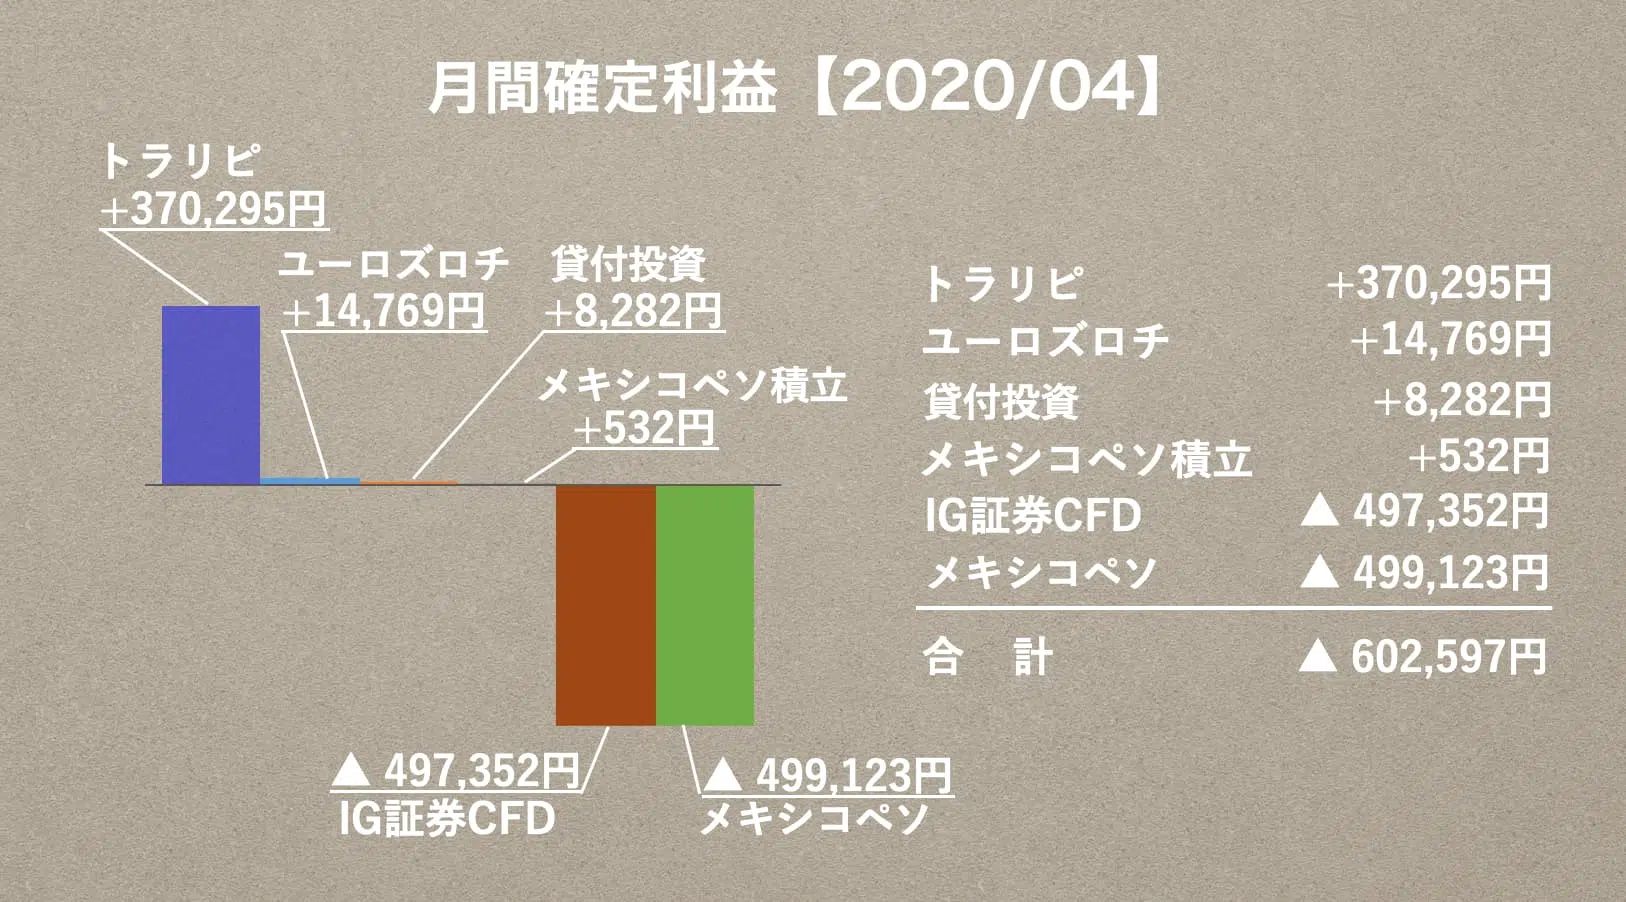 月間確定利益【2020/04】
トラリピ
+370,295円
ユーロズロチ
+14,769円
貸付投資
+8,282円
メキシコペソ積立
+532円
▲ 497,352円
IG証券CFD
▲ 499,123円
メキシコペソ
トラリピ +370,295円
ユーロズロチ +14,769円
貸付投資 +8,282円
メキシコペソ積立 +532円
IG証券CFD ▲ 497,352円
メキシコペソ ▲ 499,123円
合　計 ▲ 602,597円